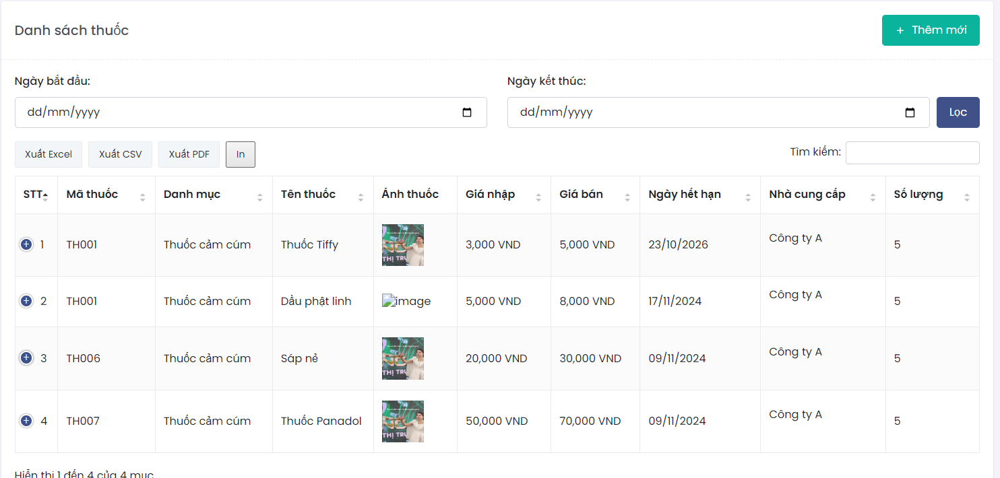 Danh sách thuốc
+ Thêm mới
Ngày bắt đầu:
Ngày kết thúc:
dd/mm/yyyy
dd/mm/yyyy
Lọc
Xuất Excel Xuất CSV Xuất PDF In
Tìm kiếm:
STT Mã thuốc Danh mục Tên thuốc Ảnh thuốc Giá nhập Giá bán Ngày hết hạn Nhà cung cấp Số lượng
1 TH001 Thuốc cảm cúm Thuốc Tiffy THỊ TRƯ 3,000 VND 5,000 VND 23/10/2026 Công ty A 5
2 TH001 Thuốc cảm cúm Dầu phật linh image 5,000 VND 8,000 VND 17/11/2024 Công ty A 5
3 TH006 Thuốc cảm cúm Sáp nẻ THỊ TRƯ 20,000 VND 30,000 VND 09/11/2024 Công ty A 5
4 TH007 Thuốc cảm cúm Thuốc Panadol THỊ TRƯ 50,000 VND 70,000 VND 09/11/2024 Công ty A 5
Hiển thị 1 đến 4 của 4 mục